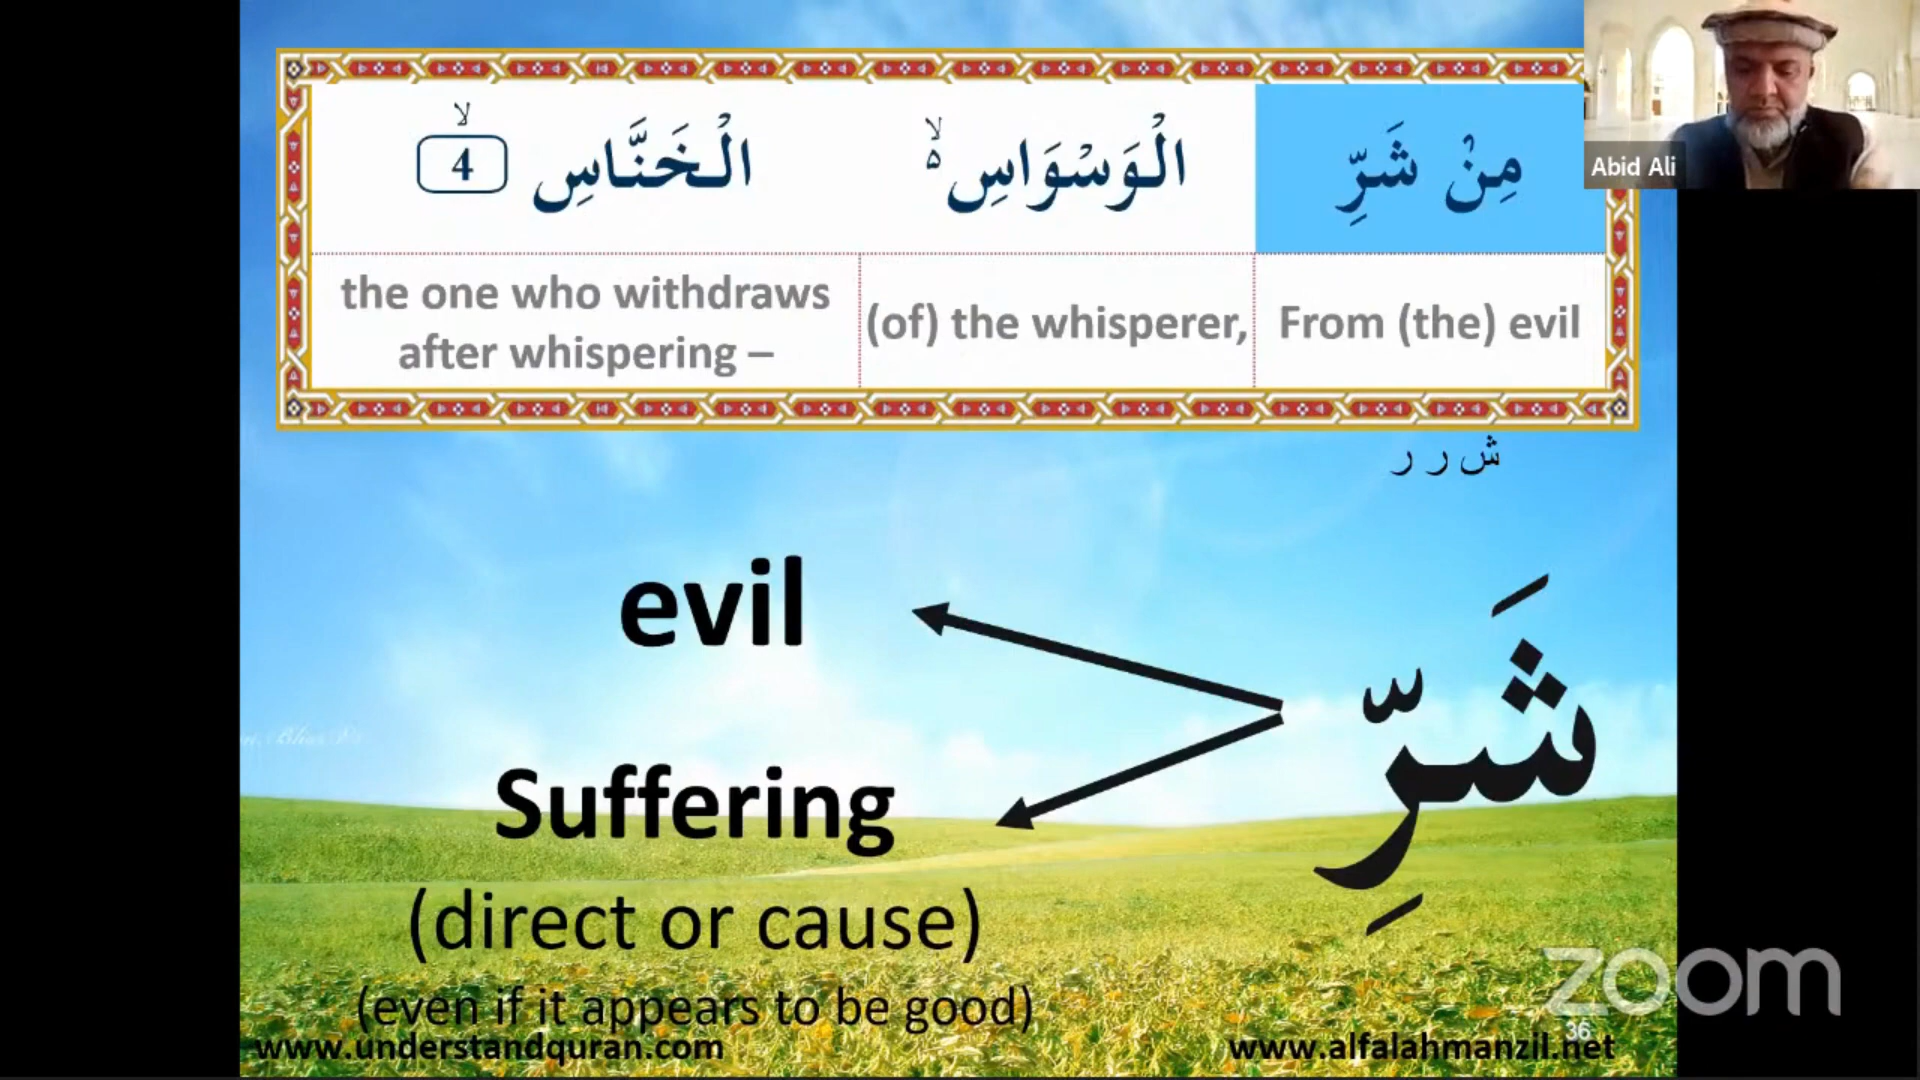 مِنْ شَرِّ الْوَسْوَاسِ ۙ۵ الْخَنَّاسِ 4 ۙ
Abid Ali
From (the) evil
(of) the whisperer,
the one who withdraws
after whispering –
ش ر ر
evil
شَرِّ
Suffering
(direct or cause)
(even if it appears to be good)
zoom
36
www.understandquran.com
www.alfalahmanzil.net